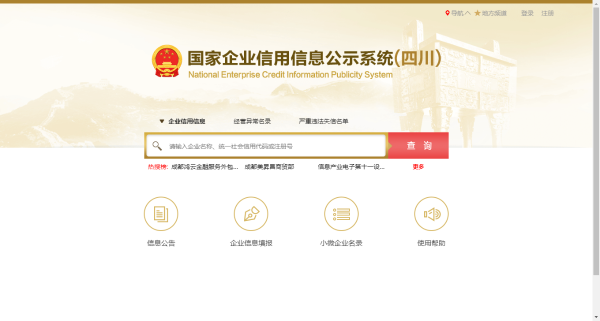 导航 地方频道 登录 注册
国家企业信用信息公示系统(四川)
National Enterprise Credit Information Publicity System
企业信用信息 经营异常名录 严重违法失信名单
请输入企业名称、统一社会信用代码或注册号 查询
热搜榜: 成都鸿云金融服务外包... 成都美爵鑫商贸部 信息产业电子第十一设... 更多
信息公告 企业信息填报 小微企业名录 使用帮助